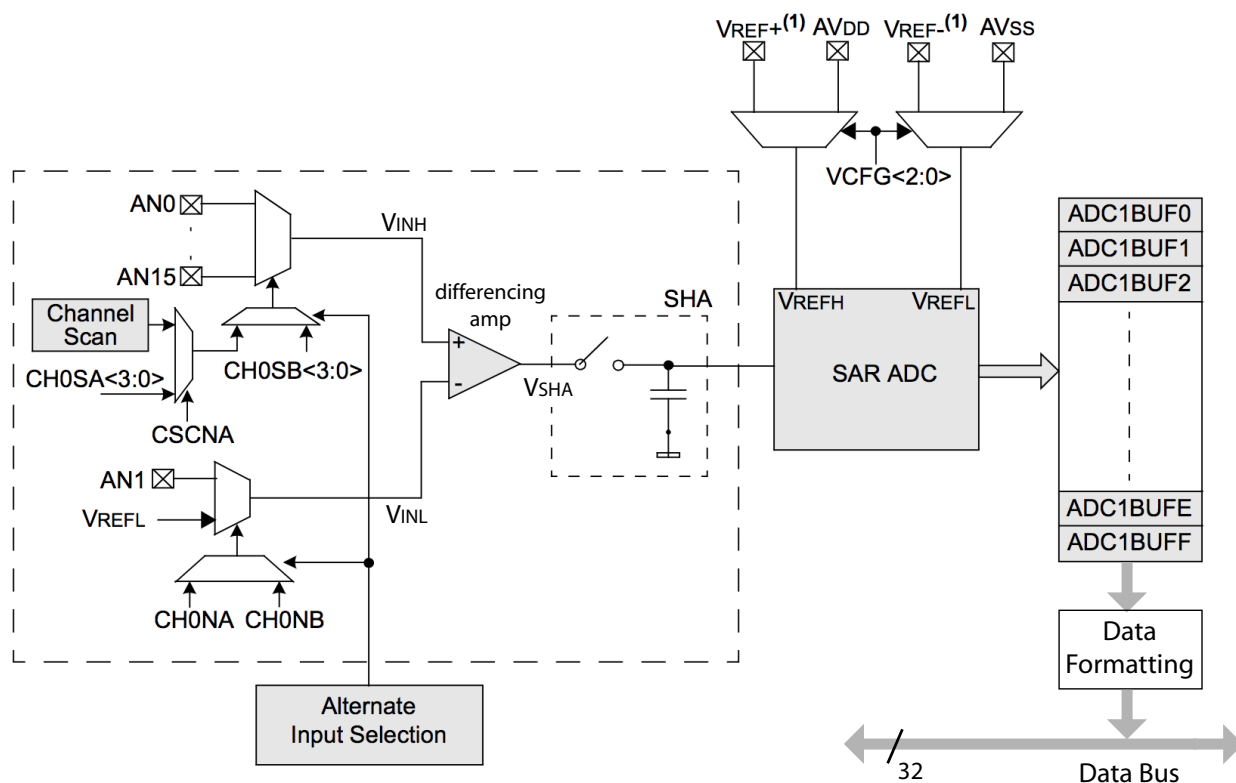 VREF+(1) AVDD VREF-(1) AVSS
VCFG<2:0>
AN0
AN15
VINH
Channel
Scan
CH0SA<3:0>
CH0SB<3:0>
CSCNA
differencing
amp
+
-
VSHA
SHA
VREFH VREFL
SAR ADC
ADC1BUF0
ADC1BUF1
ADC1BUF2
ADC1BUFE
ADC1BUFF
AN1
VREFL
VINL
CH0NA CH0NB
Alternate
Input Selection
Data
Formatting
32
Data Bus